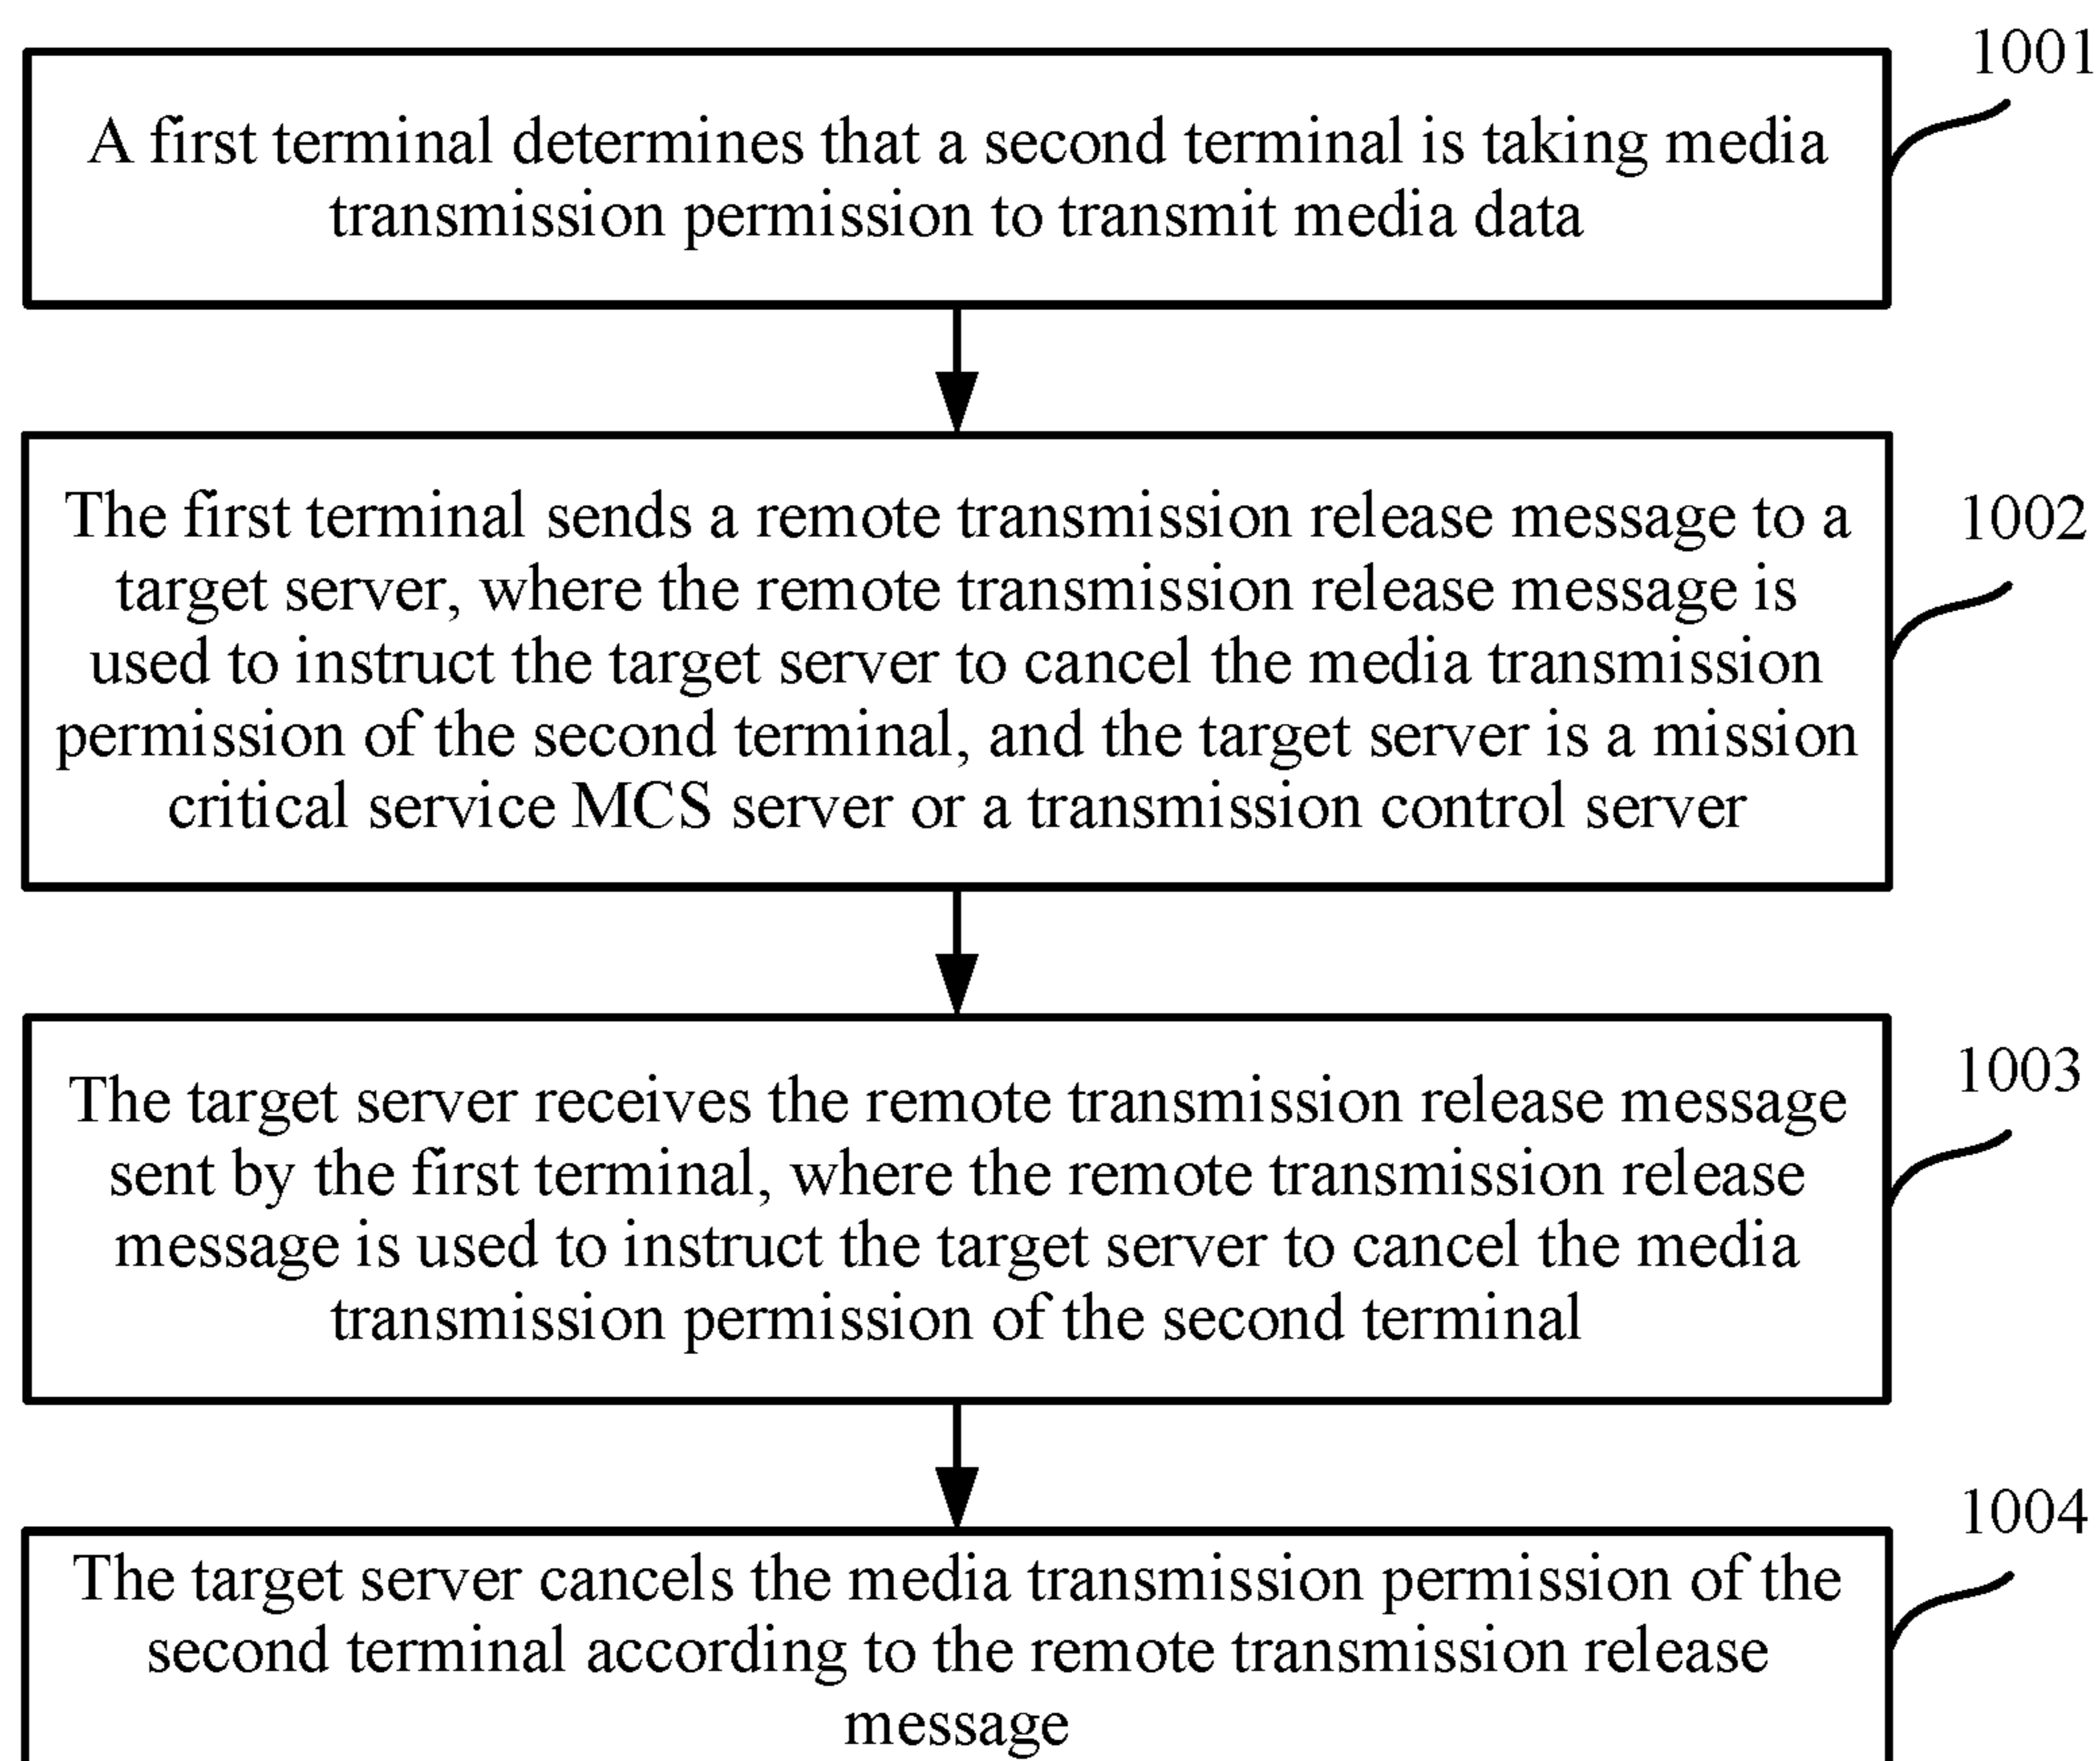 1001
A first terminal determines that a second terminal is taking media
transmission permission to transmit media data
The first terminal sends a remote transmission release message to a
1002
target server, where the remote transmission release message is
used to instruct the target server to cancel the media transmission
permission of the second terminal, and the target server is a mission
critical service MCS server or a transmission control server
1003
The target server receives the remote transmission release message
sent by the first terminal, where the remote transmission release
message is used to instruct the target server to cancel the media
transmission permission of the second terminal
1004
The target server cancels the media transmission permission of the
second terminal according to the remote transmission release
message